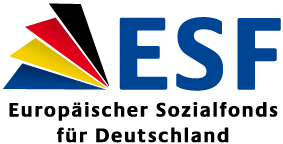 ESF
Europäischer Sozialfonds
für Deutschland